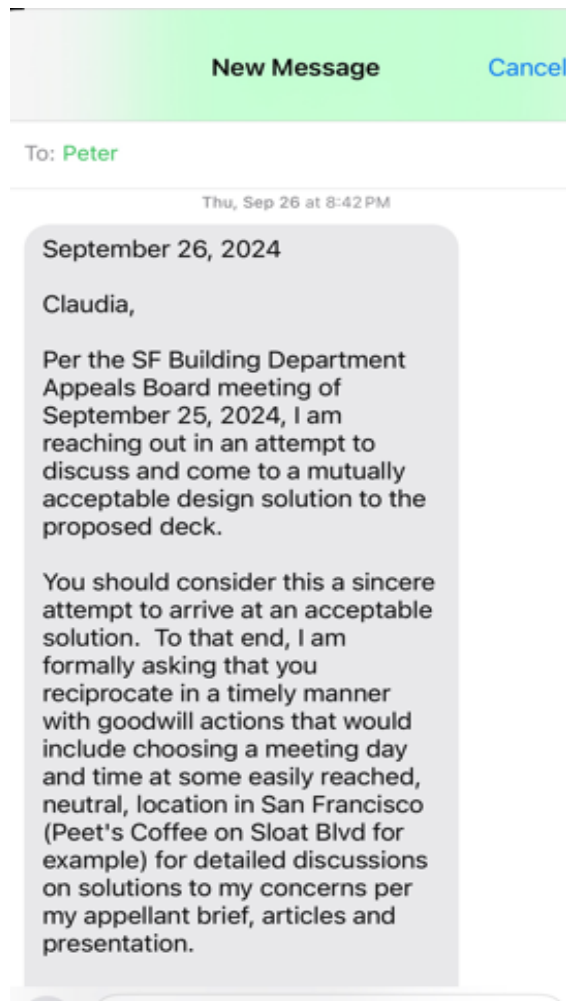 New Message
Cancel
To: Peter
Thu, Sep 26 at 8:42 PM
September 26, 2024
Claudia,
Per the SF Building Department
Appeals Board meeting of
September 25, 2024, I am
reaching out in an attempt to
discuss and come to a mutually
acceptable design solution to the
proposed deck.
You should consider this a sincere
attempt to arrive at an acceptable
solution.  To that end, I am
formally asking that you
reciprocate in a timely manner
with goodwill actions that would
include choosing a meeting day
and time at some easily reached,
neutral, location in San Francisco
(Peet's Coffee on Sloat Blvd for
example) for detailed discussions
on solutions to my concerns per
my appellant brief, articles and
presentation.